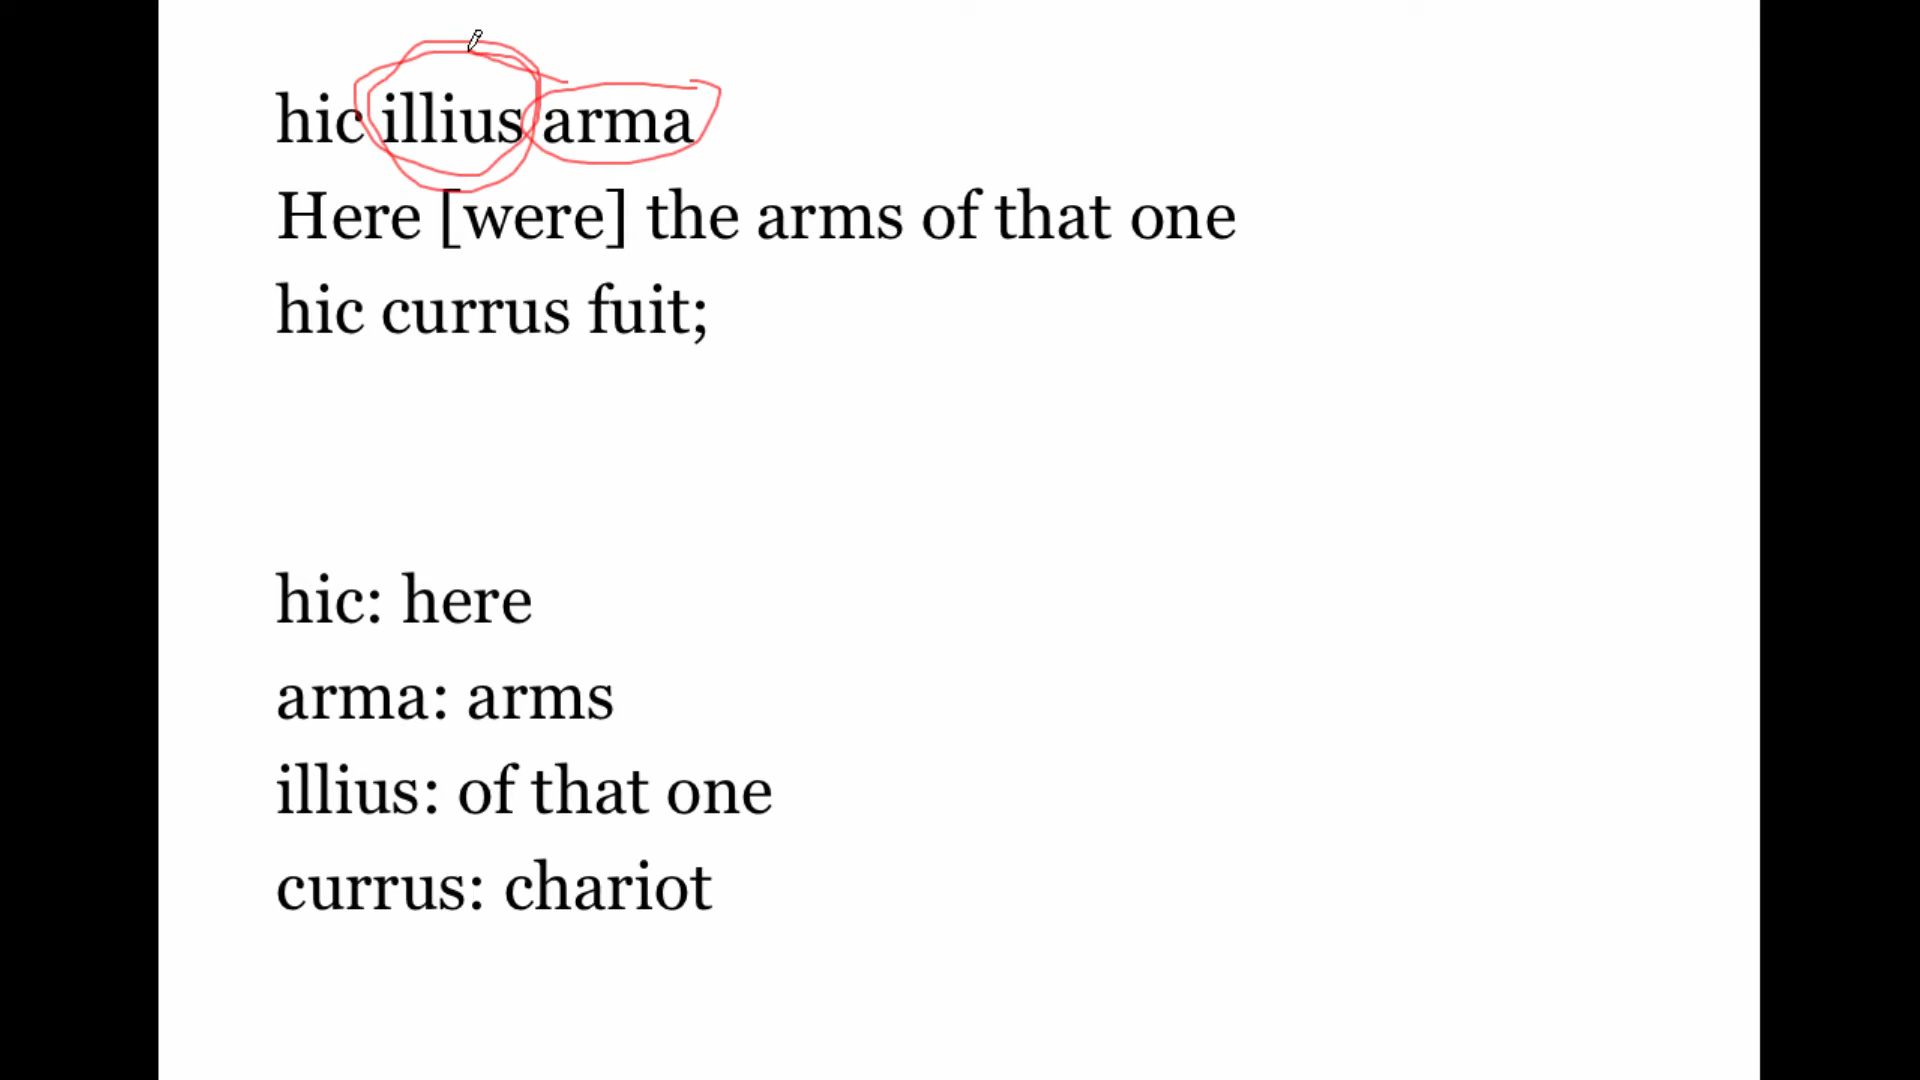 hic illius arma
Here [were] the arms of that one
hic currus fuit;
hic: here
arma: arms
illius: of that one
currus: chariot